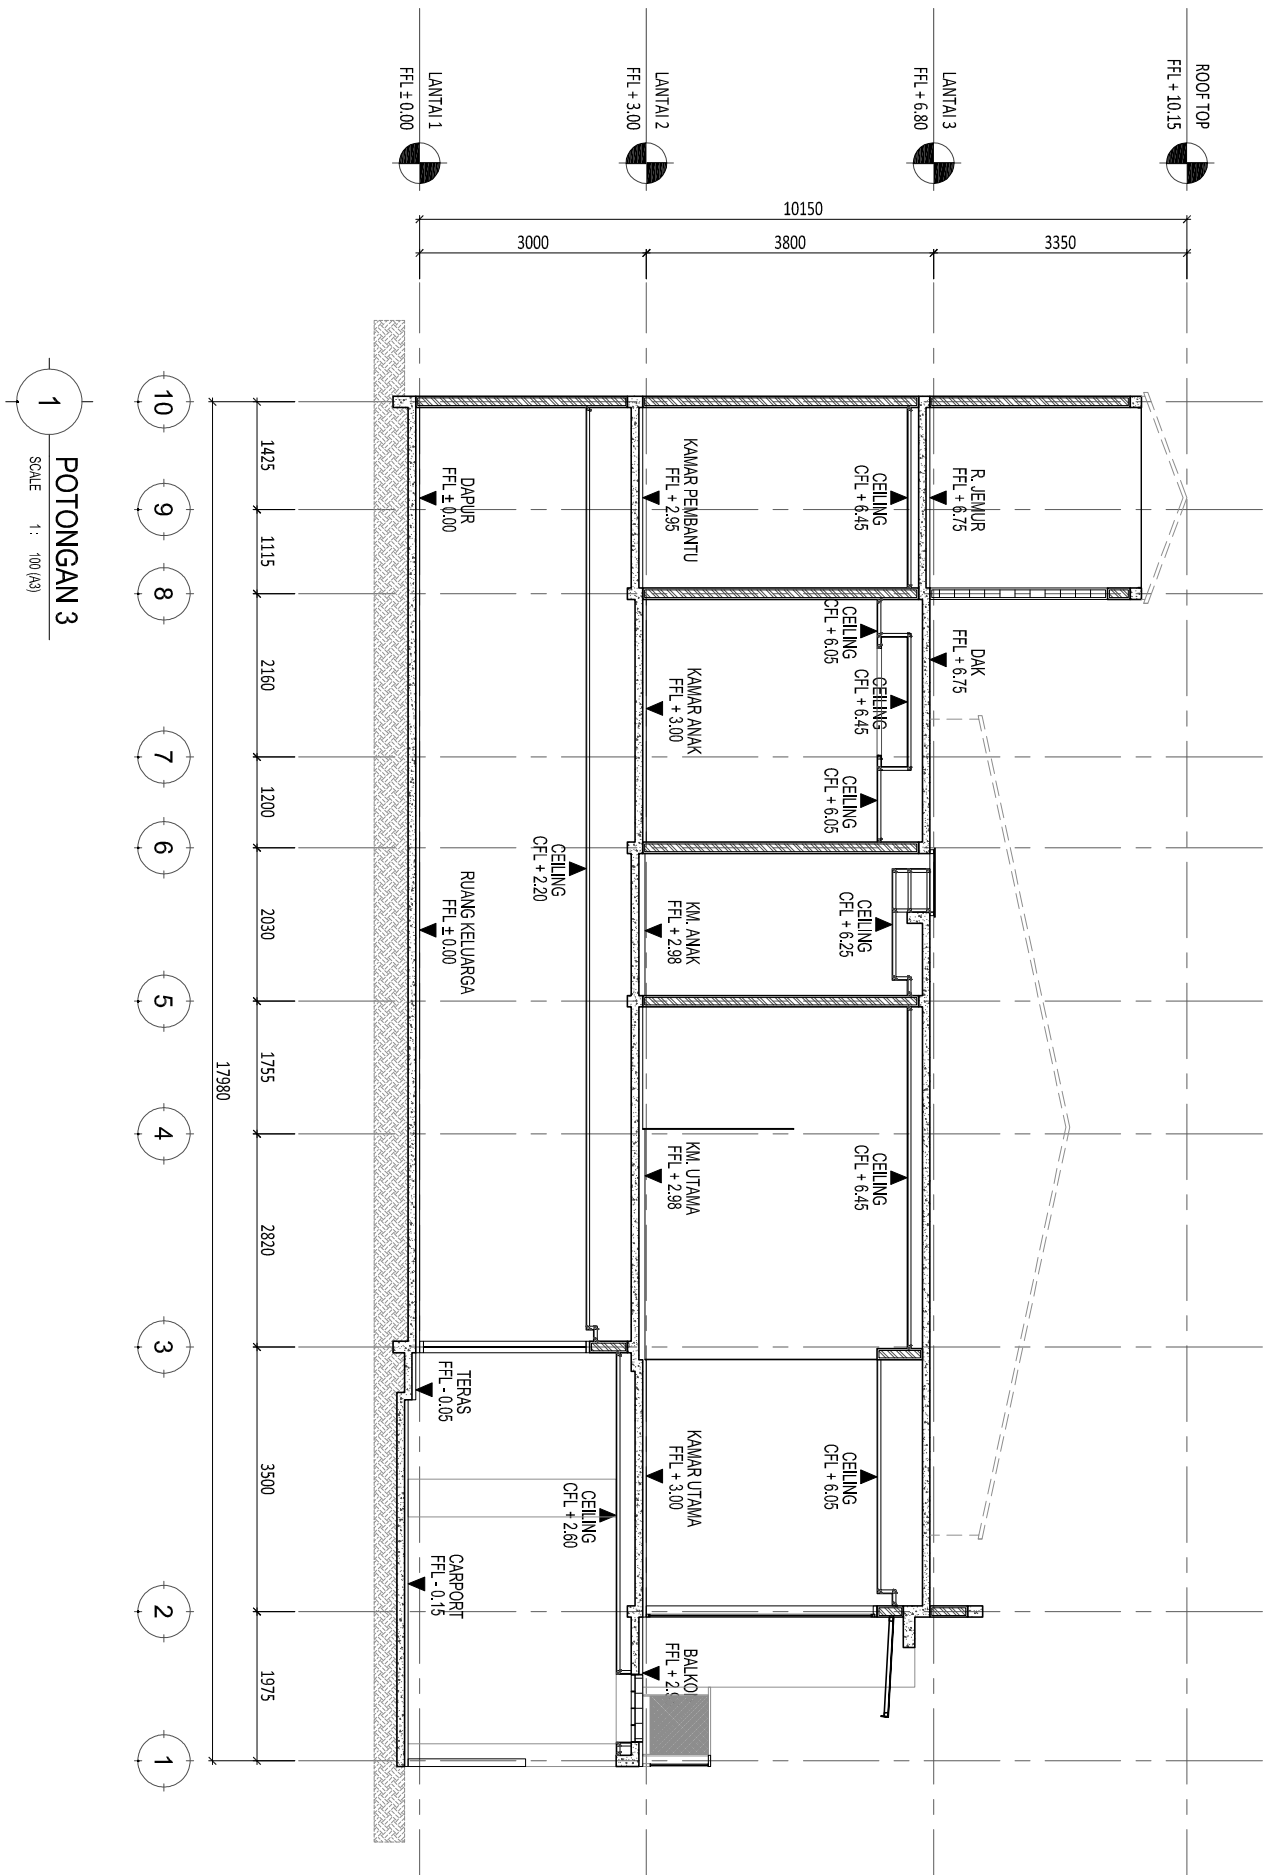 ROOF TOP
FFL + 10.15
LANTAI 3
FFL + 6.80
LANTAI 2
FFL + 3.00
LANTAI 1
FFL ± 0.00
10150
3350
3800
3000
R. JEMUR
FFL + 6.75
DAK
FFL + 6.75
CEILING
CFL + 6.45
CEILING
CFL + 6.05
CEILING
CFL + 6.45
CEILING
CFL + 6.05
CEILING
CFL + 6.25
CEILING
CFL + 6.45
CEILING
CFL + 6.05
KAMAR PEMBANTU
FFL + 2.95
KAMAR ANAK
FFL + 3.00
KM. ANAK
FFL + 2.98
KM. UTAMA
FFL + 2.98
KAMAR UTAMA
FFL + 3.00
FFL
CEILING
CFL + 2.20
CEILING
CFL + 2.60
DAPUR
FFL ± 0.00
RUANG KELUARGA
FFL ± 0.00
TERAS
FFL - 0.05
CARPORT
FFL - 0.15
1425
1115
2160
1200
2030
1755
2820
3500
1975
17980
10
9
8
7
6
5
4
3
2
1
1
POTONGAN 3
SCALE 1: 100 (A3)